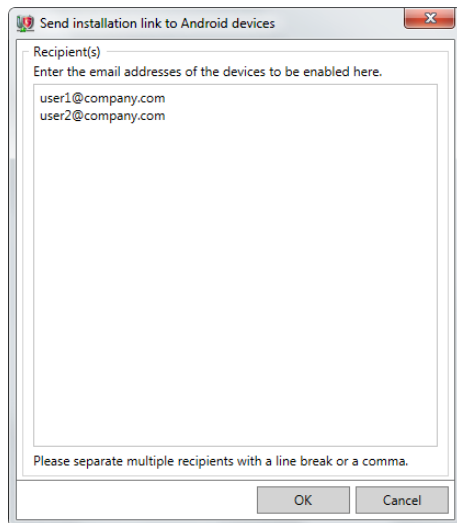 Send installation link to Android devices
Recipient(s)
Enter the email addresses of the devices to be enabled here.
user1@company.com
user2@company.com
Please separate multiple recipients with a line break or a comma.
OK
Cancel